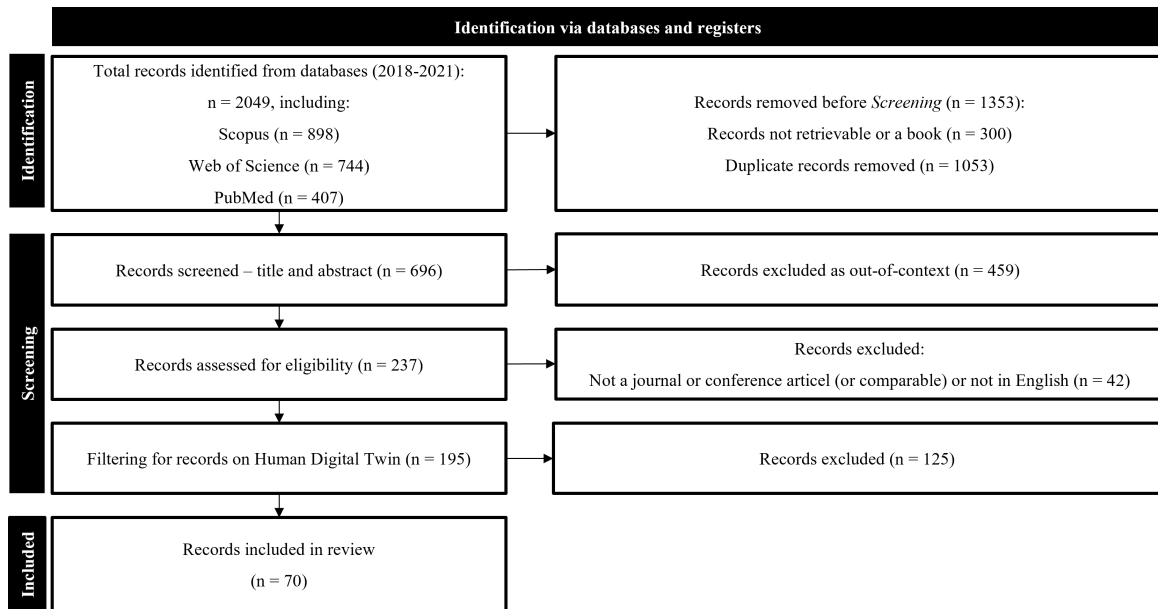 Identification via databases and registers
Identification
Total records identified from databases (2018-2021):
n = 2049, including:
Scopus (n = 898)
Web of Science (n = 744)
PubMed (n = 407)
Records removed before Screening (n = 1353):
Records not retrievable or a book (n = 300)
Duplicate records removed (n = 1053)
Screening
Records screened – title and abstract (n = 696)
Records excluded as out-of-context (n = 459)
Records assessed for eligibility (n = 237)
Records excluded:
Not a journal or conference articel (or comparable) or not in English (n = 42)
Filtering for records on Human Digital Twin (n = 195)
Records excluded (n = 125)
Included
Records included in review
(n = 70)